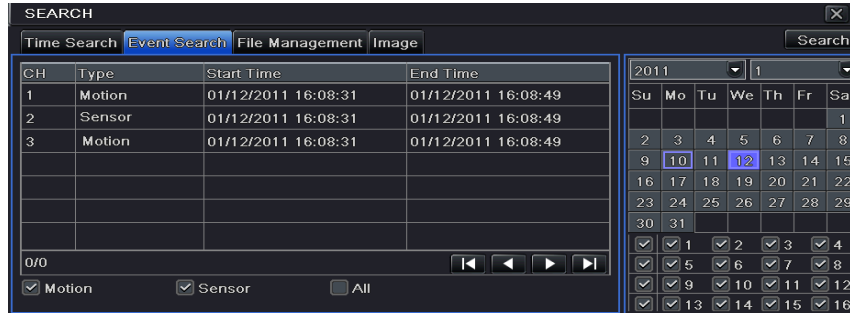 SEARCH
Time Search Event Search File Management Image Search
CH Type Start Time End Time
1 Motion 01/12/2011 16:08:31 01/12/2011 16:08:49
2 Sensor 01/12/2011 16:08:31 01/12/2011 16:08:49
3 Motion 01/12/2011 16:08:31 01/12/2011 16:08:49
0/0
Motion Sensor All
2011 1
Su Mo Tu We Th Fr Sa
1
2 3 4 5 6 7 8
9 10 11 12 13 14 15
16 17 18 19 20 21 22
23 24 25 26 27 28 29
30 31
1 2 3 4
5 6 7 8
9 10 11 12
13 14 15 16